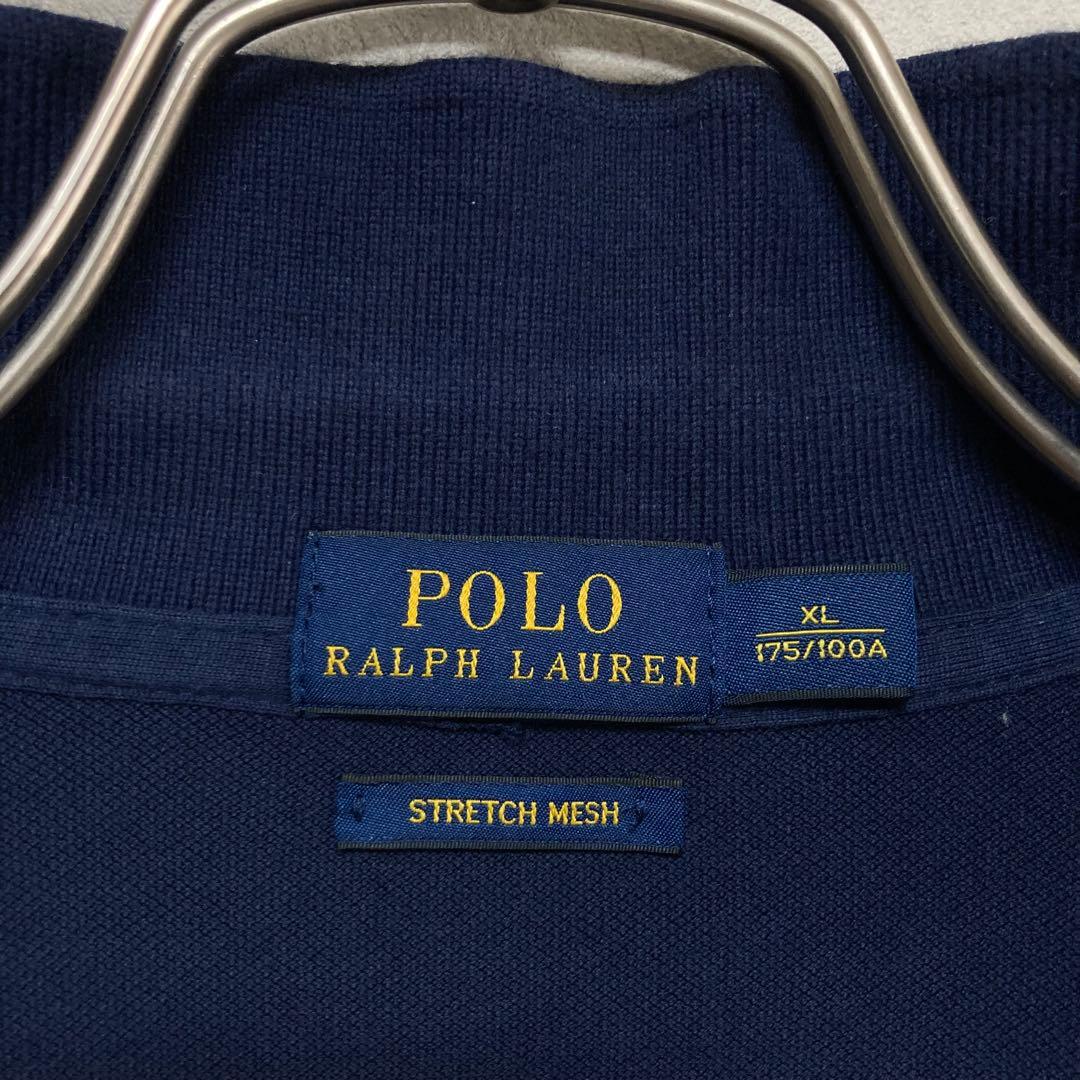 POLO
RALPH LAUREN
XL
175/100A
STRETCH MESH